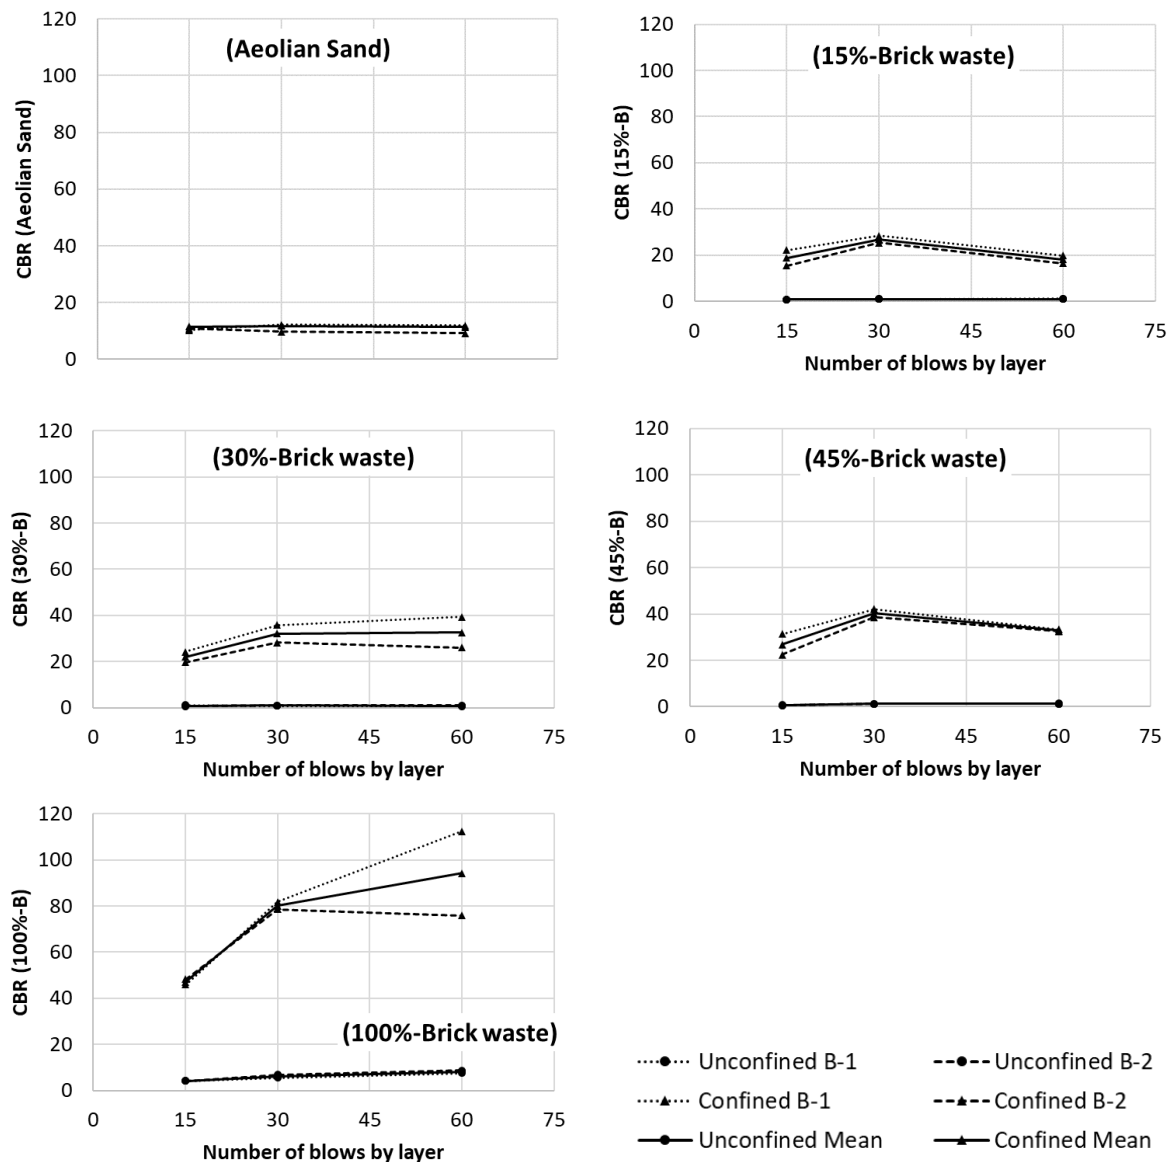 (Aeolian Sand)
CBR (Aeolian Sand)
120
100
80
60
40
20
0
(15%-Brick waste)
CBR (15%-B)
120
100
80
60
40
20
0
0 15 30 45 60 75
Number of blows by layer
(30%-Brick waste)
CBR (30%-B)
120
100
80
60
40
20
0
0 15 30 45 60 75
Number of blows by layer
(45%-Brick waste)
CBR (45%-B)
120
100
80
60
40
20
0
0 15 30 45 60 75
Number of blows by layer
CBR (100%-B)
120
100
80
60
40
20
0
(100%-Brick waste)
0 15 30 45 60 75
Number of blows by layer
Unconfined B-1
Unconfined B-2
Confined B-1
Confined B-2
Unconfined Mean
Confined Mean